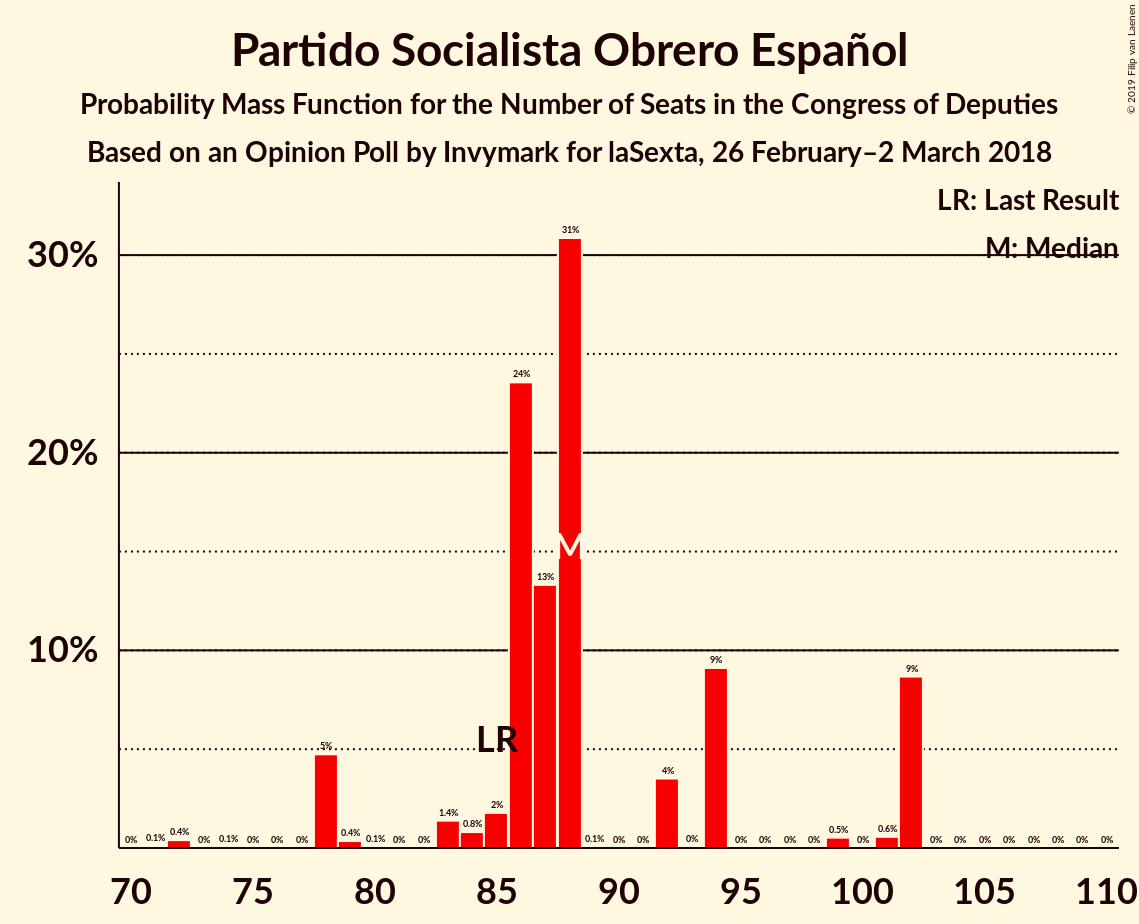 Partido Socialista Obrero Español
Probability Mass Function for the Number of Seats in the Congress of Deputies
Based on an Opinion Poll by Invymark for laSexta, 26 February–2 March 2018
© 2019 Filip van Laenen
LR: Last Result
M: Median
30%
20%
10%
0% 0.1% 0.4% 0% 0.1% 0% 0% 0% 5% 0.4% 0.1% 0% 0% 1.4% 0.8% 2% 24% 13% 31% 0.1% 0% 0% 4% 0% 9% 0% 0% 0% 0% 0.5% 0% 0.6% 9% 0% 0% 0% 0% 0% 0% 0% 0%
LR
M
70 75 80 85 90 95 100 105 110